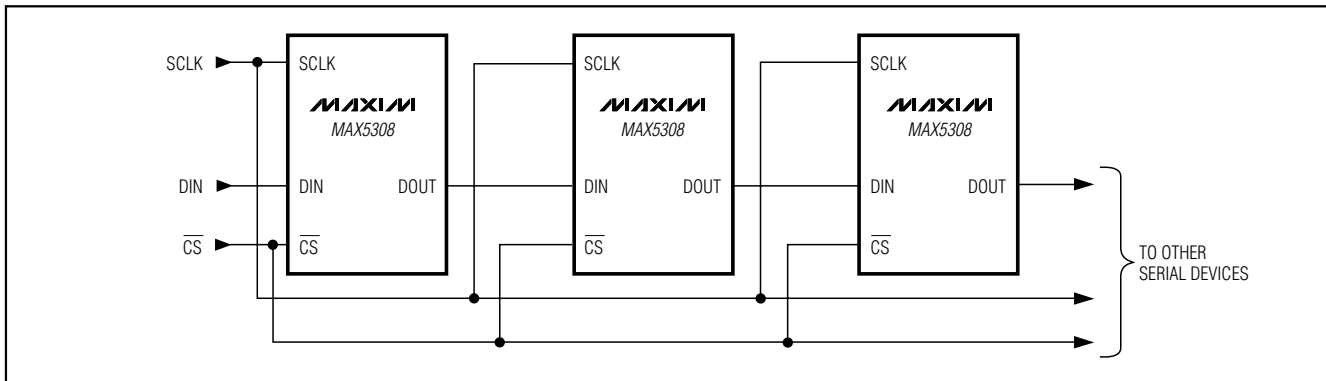 SCLK
SCLK
MAXIM
MAX5308
DIN
DIN
DOUT
CS
CS
SCLK
MAXIM
MAX5308
DIN
DOUT
CS
SCLK
MAXIM
MAX5308
DIN
DOUT
CS
TO OTHER
SERIAL DEVICES